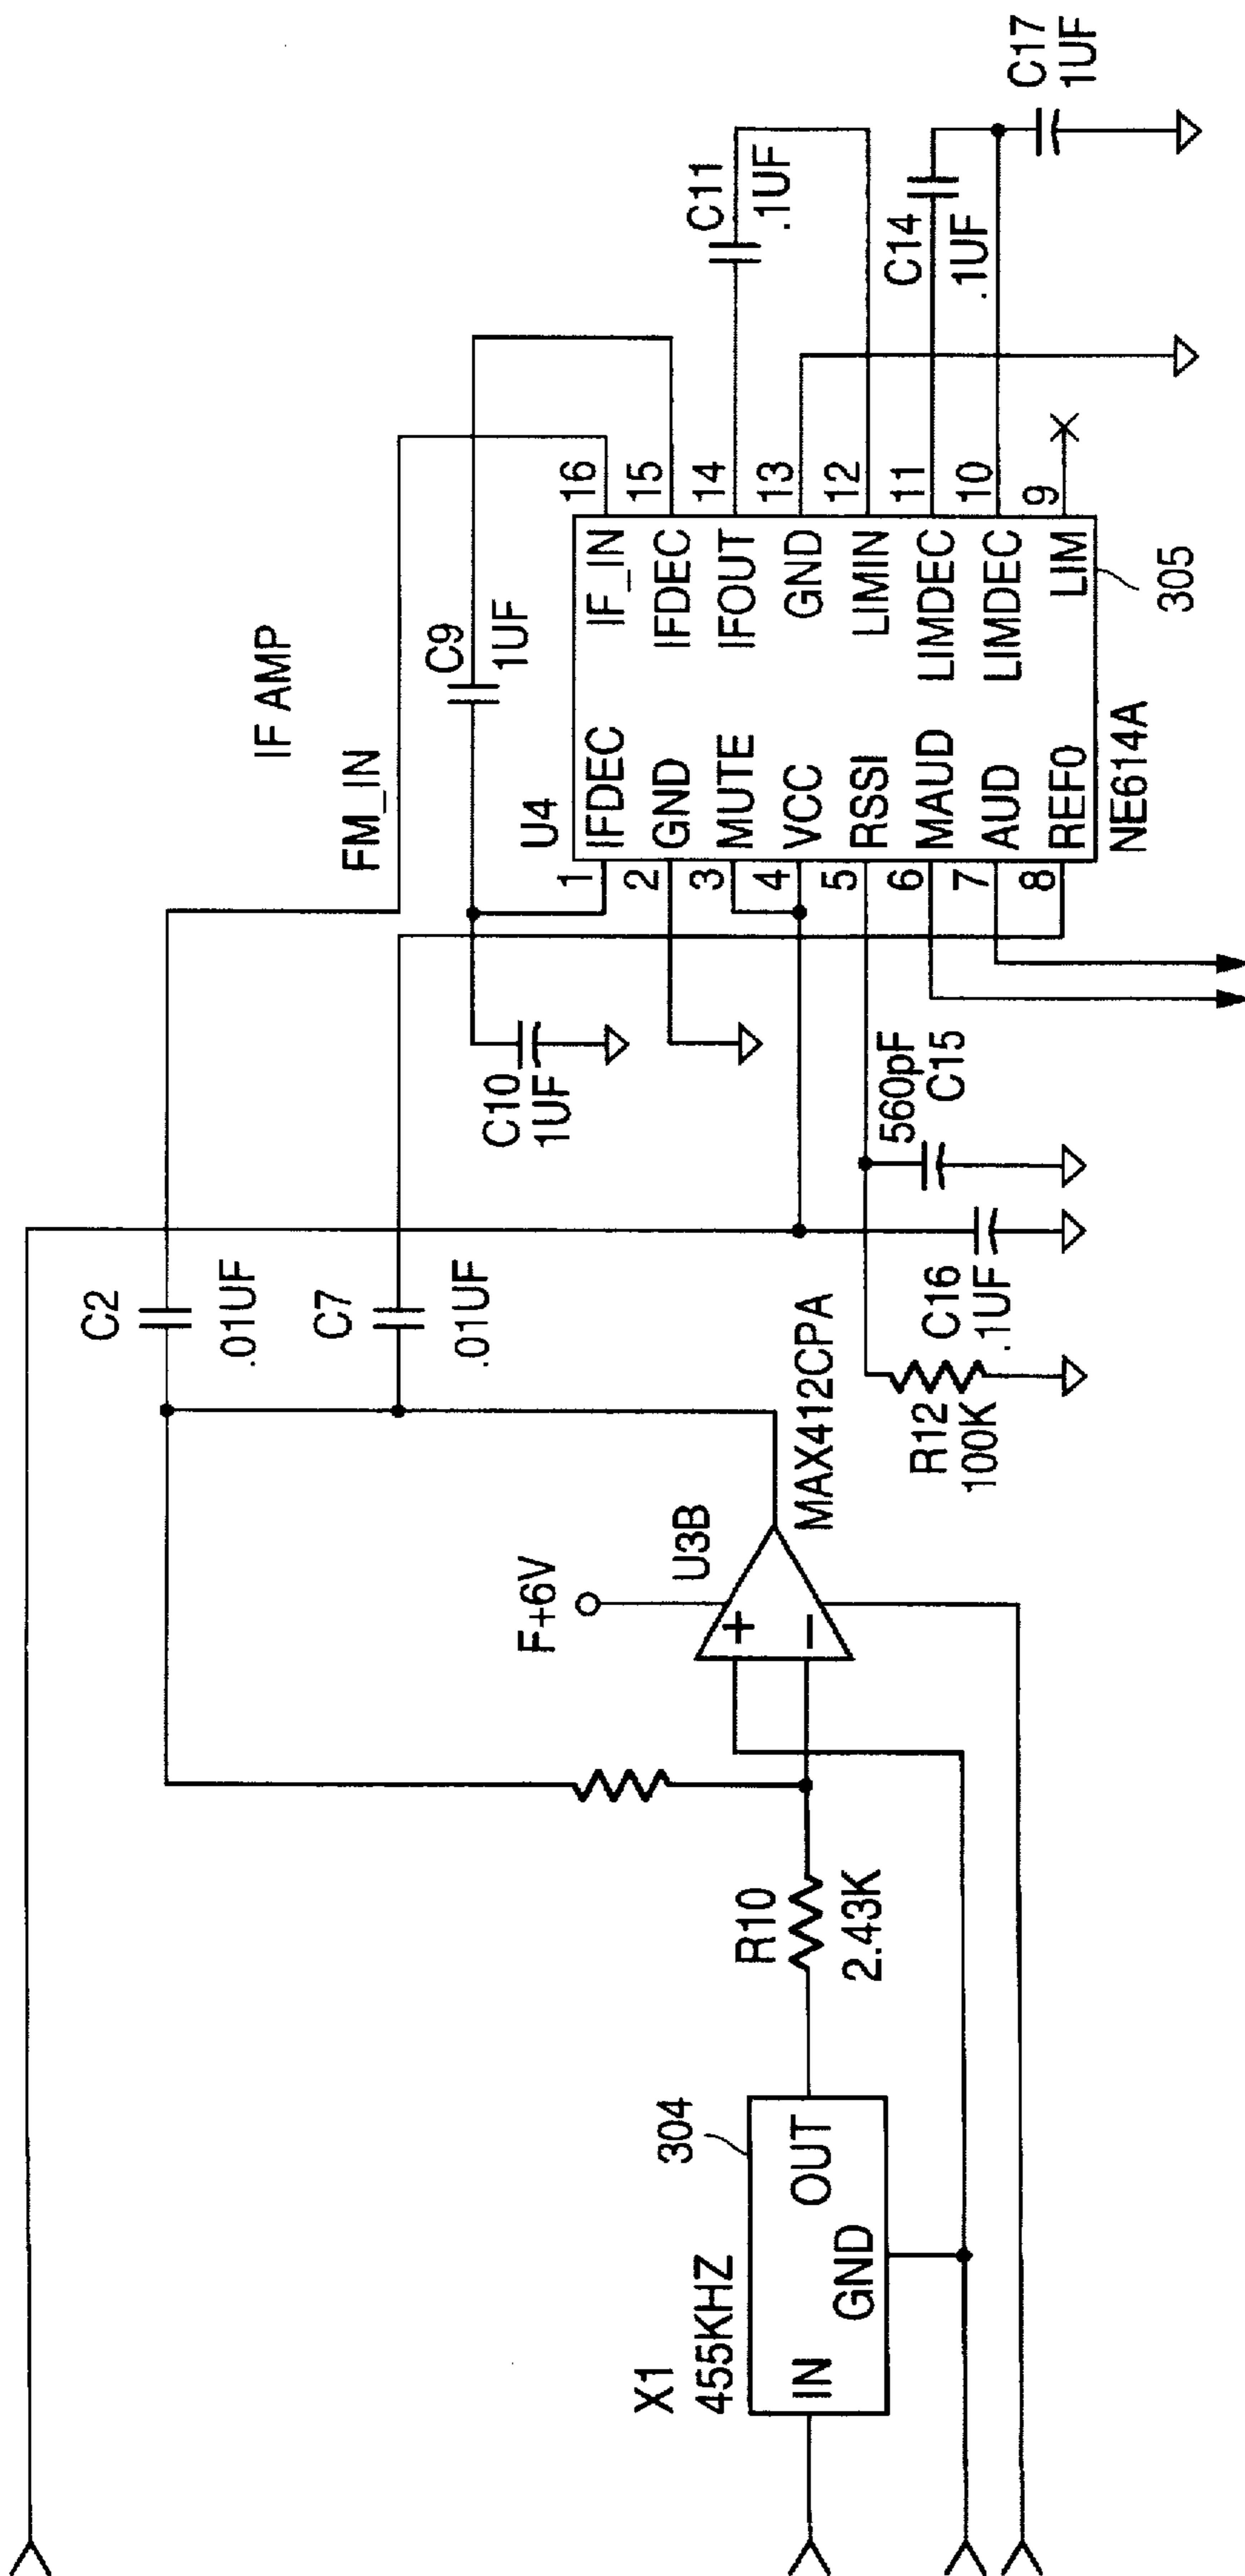 X1
455KHZ
IN
OUT
GND
304
R10
2.43K
F+6V
U3B
MAX412CPA
C2
.01UF
C7
.01UF
R12
100K
C16
.1UF
560pF
C15
C10
1UF
FM_IN
IF AMP
C9
1UF
U4
1
IFDEC
2
GND
3
MUTE
4
VCC
5
RSSI
6
MAUD
7
AUD
8
REF0
IF_IN
16
IFDEC
15
IFOUT
14
GND
13
LIMIN
12
LIMDEC
11
LIMDEC
10
LIM
9
NE614A
305
C11
.1UF
C14
.1UF
C17
1UF